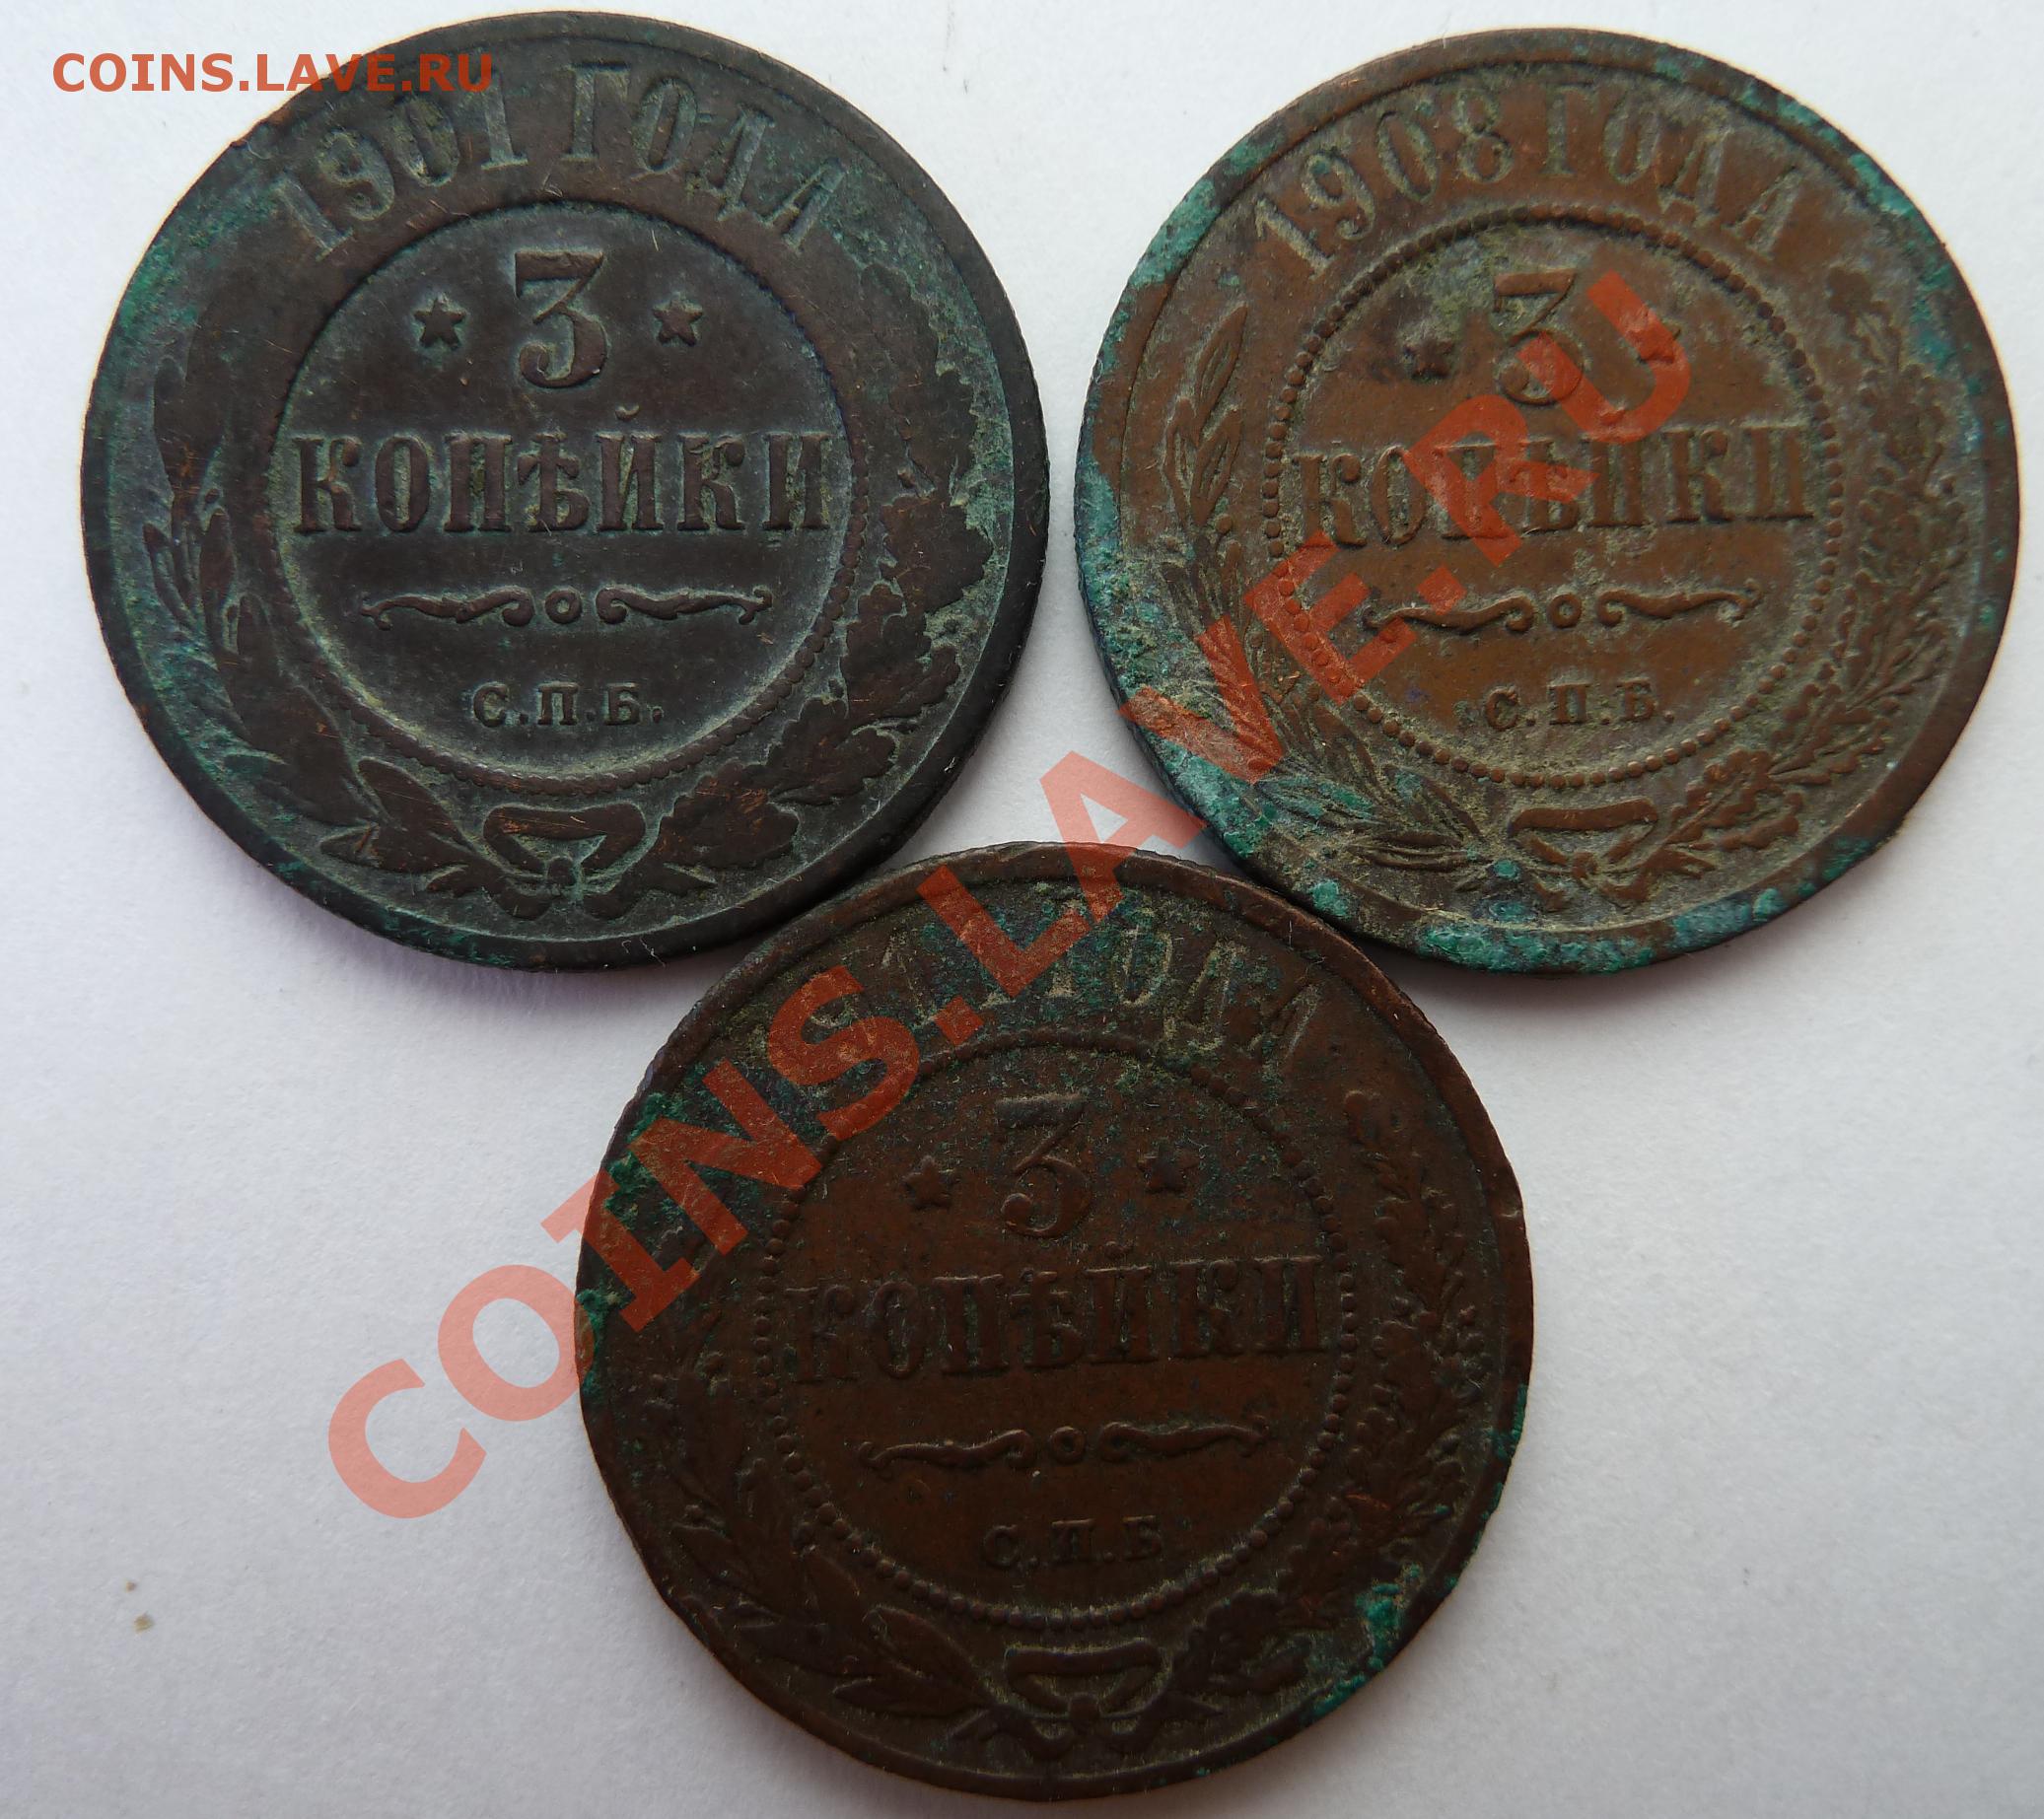 COINS.LAVE.RU
1901 ГОДА
3
КОПѢЙКИ
С.П.Б.
1908 ГОДА
3
КОПѢЙКИ
С.П.Б.
ГОДА
3
КОПѢЙКИ
С.П.Б
COINS.LAVE.RU